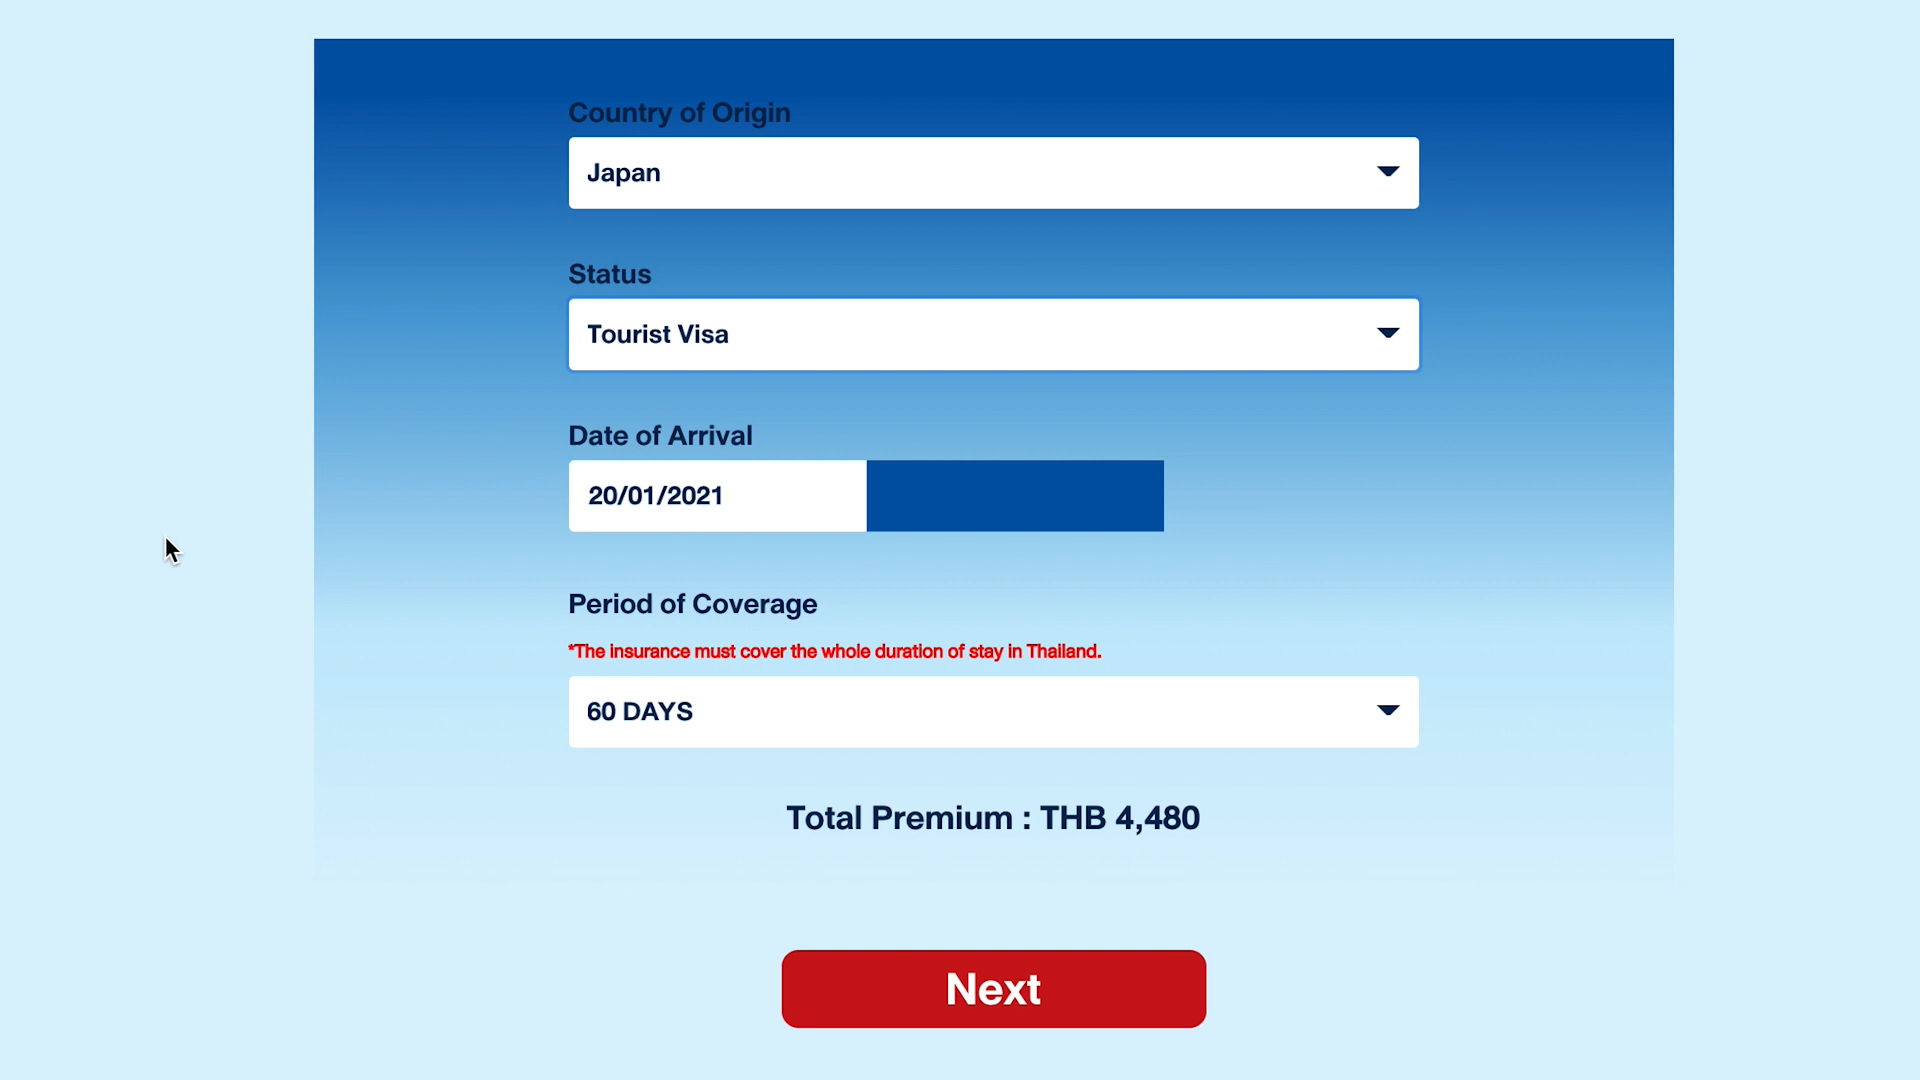 Country of Origin
Japan
Status
Tourist Visa
Date of Arrival
20/01/2021
Period of Coverage
*The insurance must cover the whole duration of stay in Thailand.
60 DAYS
Total Premium : THB 4,480
Next